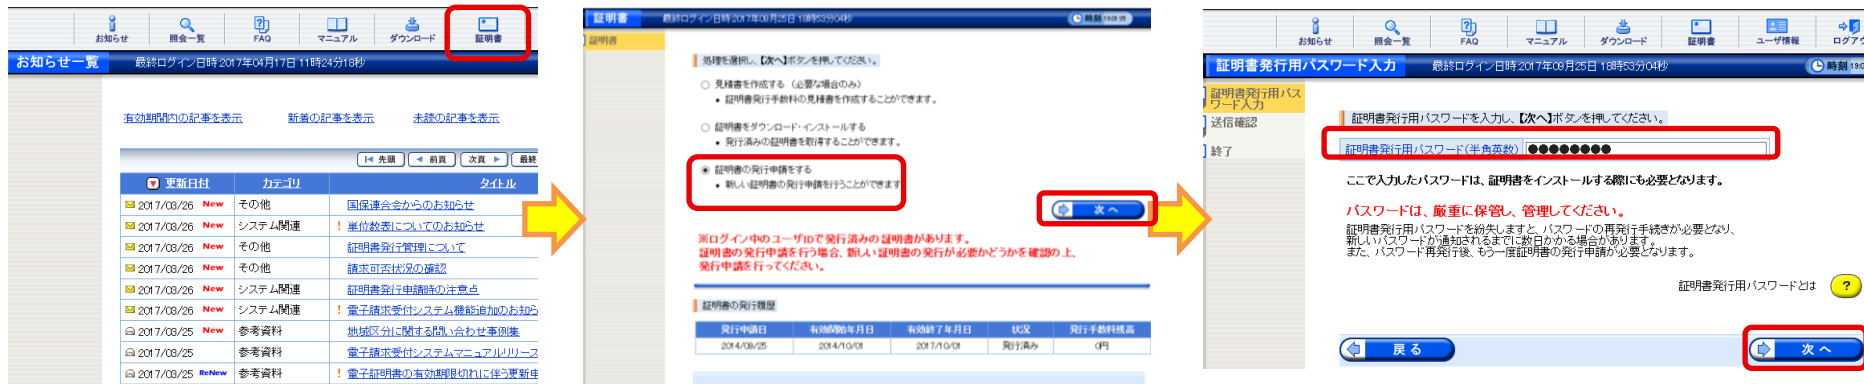 お知らせ
照会一覧
FAQ
マニュアル
ダウンロード
証明書
お知らせ一覧
最終ログイン日時:2017年04月17日 11時24分18秒
有効期間内の記事を表示
新着の記事を表示
未読の記事を表示
先頭
前頁
次頁
最終
更新日付
カテゴリ
タイトル
2017/03/26 New その他 国保連合会からのお知らせ
2017/03/26 New システム関連 ! 単位数表についてのお知らせ
2017/03/26 New その他 証明書発行管理について
2017/03/26 New その他 請求可否状況の確認
2017/03/26 New システム関連 証明書発行申請時の注意点
2017/03/26 New システム関連 ! 電子請求受付システム機能追加のお知ら
2017/03/25 New 参考資料 地域区分に関する問い合わせ事例集
2017/03/25 参考資料 電子請求受付システムマニュアルリリース
2017/03/25 ReNew 参考資料 ! 電子証明書の有効期限切れに伴う更新申
証明書
最終ログイン日時:2017年09月25日 18時53分04秒
時刻 19:01:25
証明書
処理を選択し、【次へ】ボタンを押してください。
見積書を作成する (必要な場合のみ)
• 証明書発行手数料の見積書を作成することができます。
証明書をダウンロード・インストールする
• 発行済みの証明書を取得することができます。
証明書の発行申請をする
• 新しい証明書の発行申請を行うことができます
次へ
※ログイン中のユーザIDで発行済みの証明書があります。
証明書の発行申請を行う場合、新しい証明書の発行が必要かどうかを確認の上、
発行申請を行ってください。
証明書の発行履歴
発行申請日 有効開始年月日 有効終了年月日 状況 発行手数料残高
2014/09/25 2014/10/01 2017/10/01 発行済み 0円
お知らせ
照会一覧
FAQ
マニュアル
ダウンロード
証明書
ユーザ情報
ログアウ
証明書発行用パスワード入力
最終ログイン日時:2017年09月25日 18時53分04秒
時刻
証明書発行用パス
ワード入力
送信確認
終了
証明書発行用パスワードを入力し、【次へ】ボタンを押してください。
証明書発行用パスワード(半角英数) ●●●●●●●●
ここで入力したパスワードは、証明書をインストールする際にも必要となります。
パスワードは、厳重に保管し、管理してください。
証明書発行用パスワードを紛失しますと、パスワードの再発行手続きが必要となり、
新しいパスワードが通知されるまでに数日かかる場合があります。
また、パスワード再発行後、もう一度証明書の発行申請が必要となります。
証明書発行用パスワードとは ?
戻る
次へ